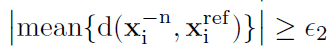 |mean{d(x_i^{-n}, x_i^{ref})}| ≥ ϵ_2